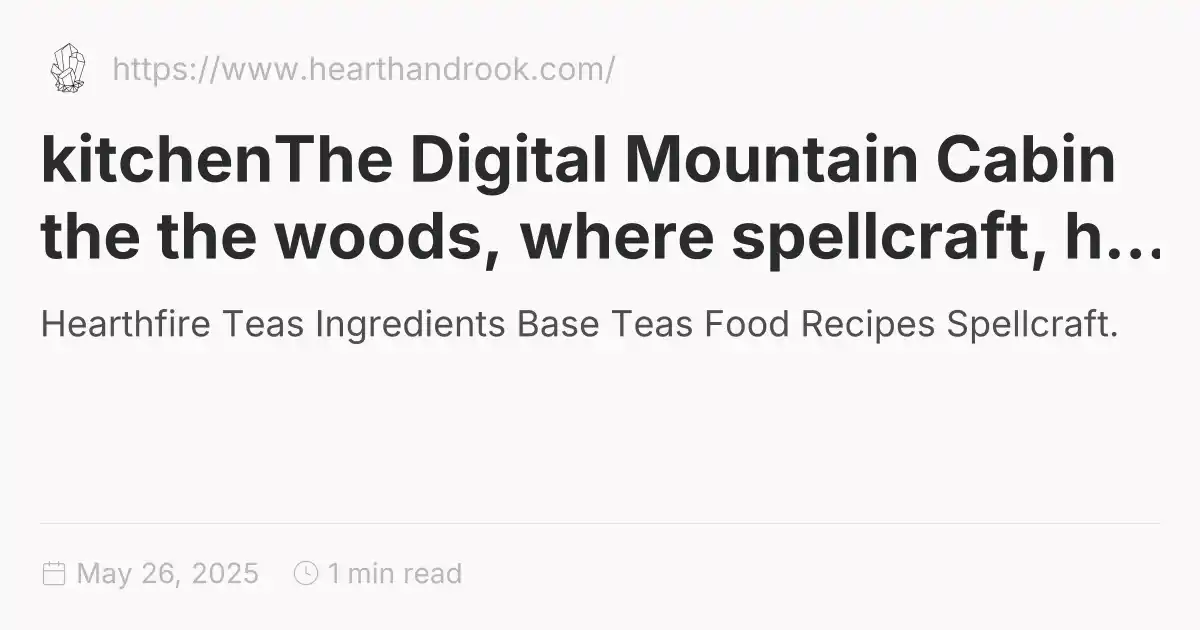 https://www.hearthandrook.com/
kitchenThe Digital Mountain Cabin
the the woods, where spellcraft, h...
Hearthfire Teas Ingredients Base Teas Food Recipes Spellcraft.
May 26, 2025 1 min read